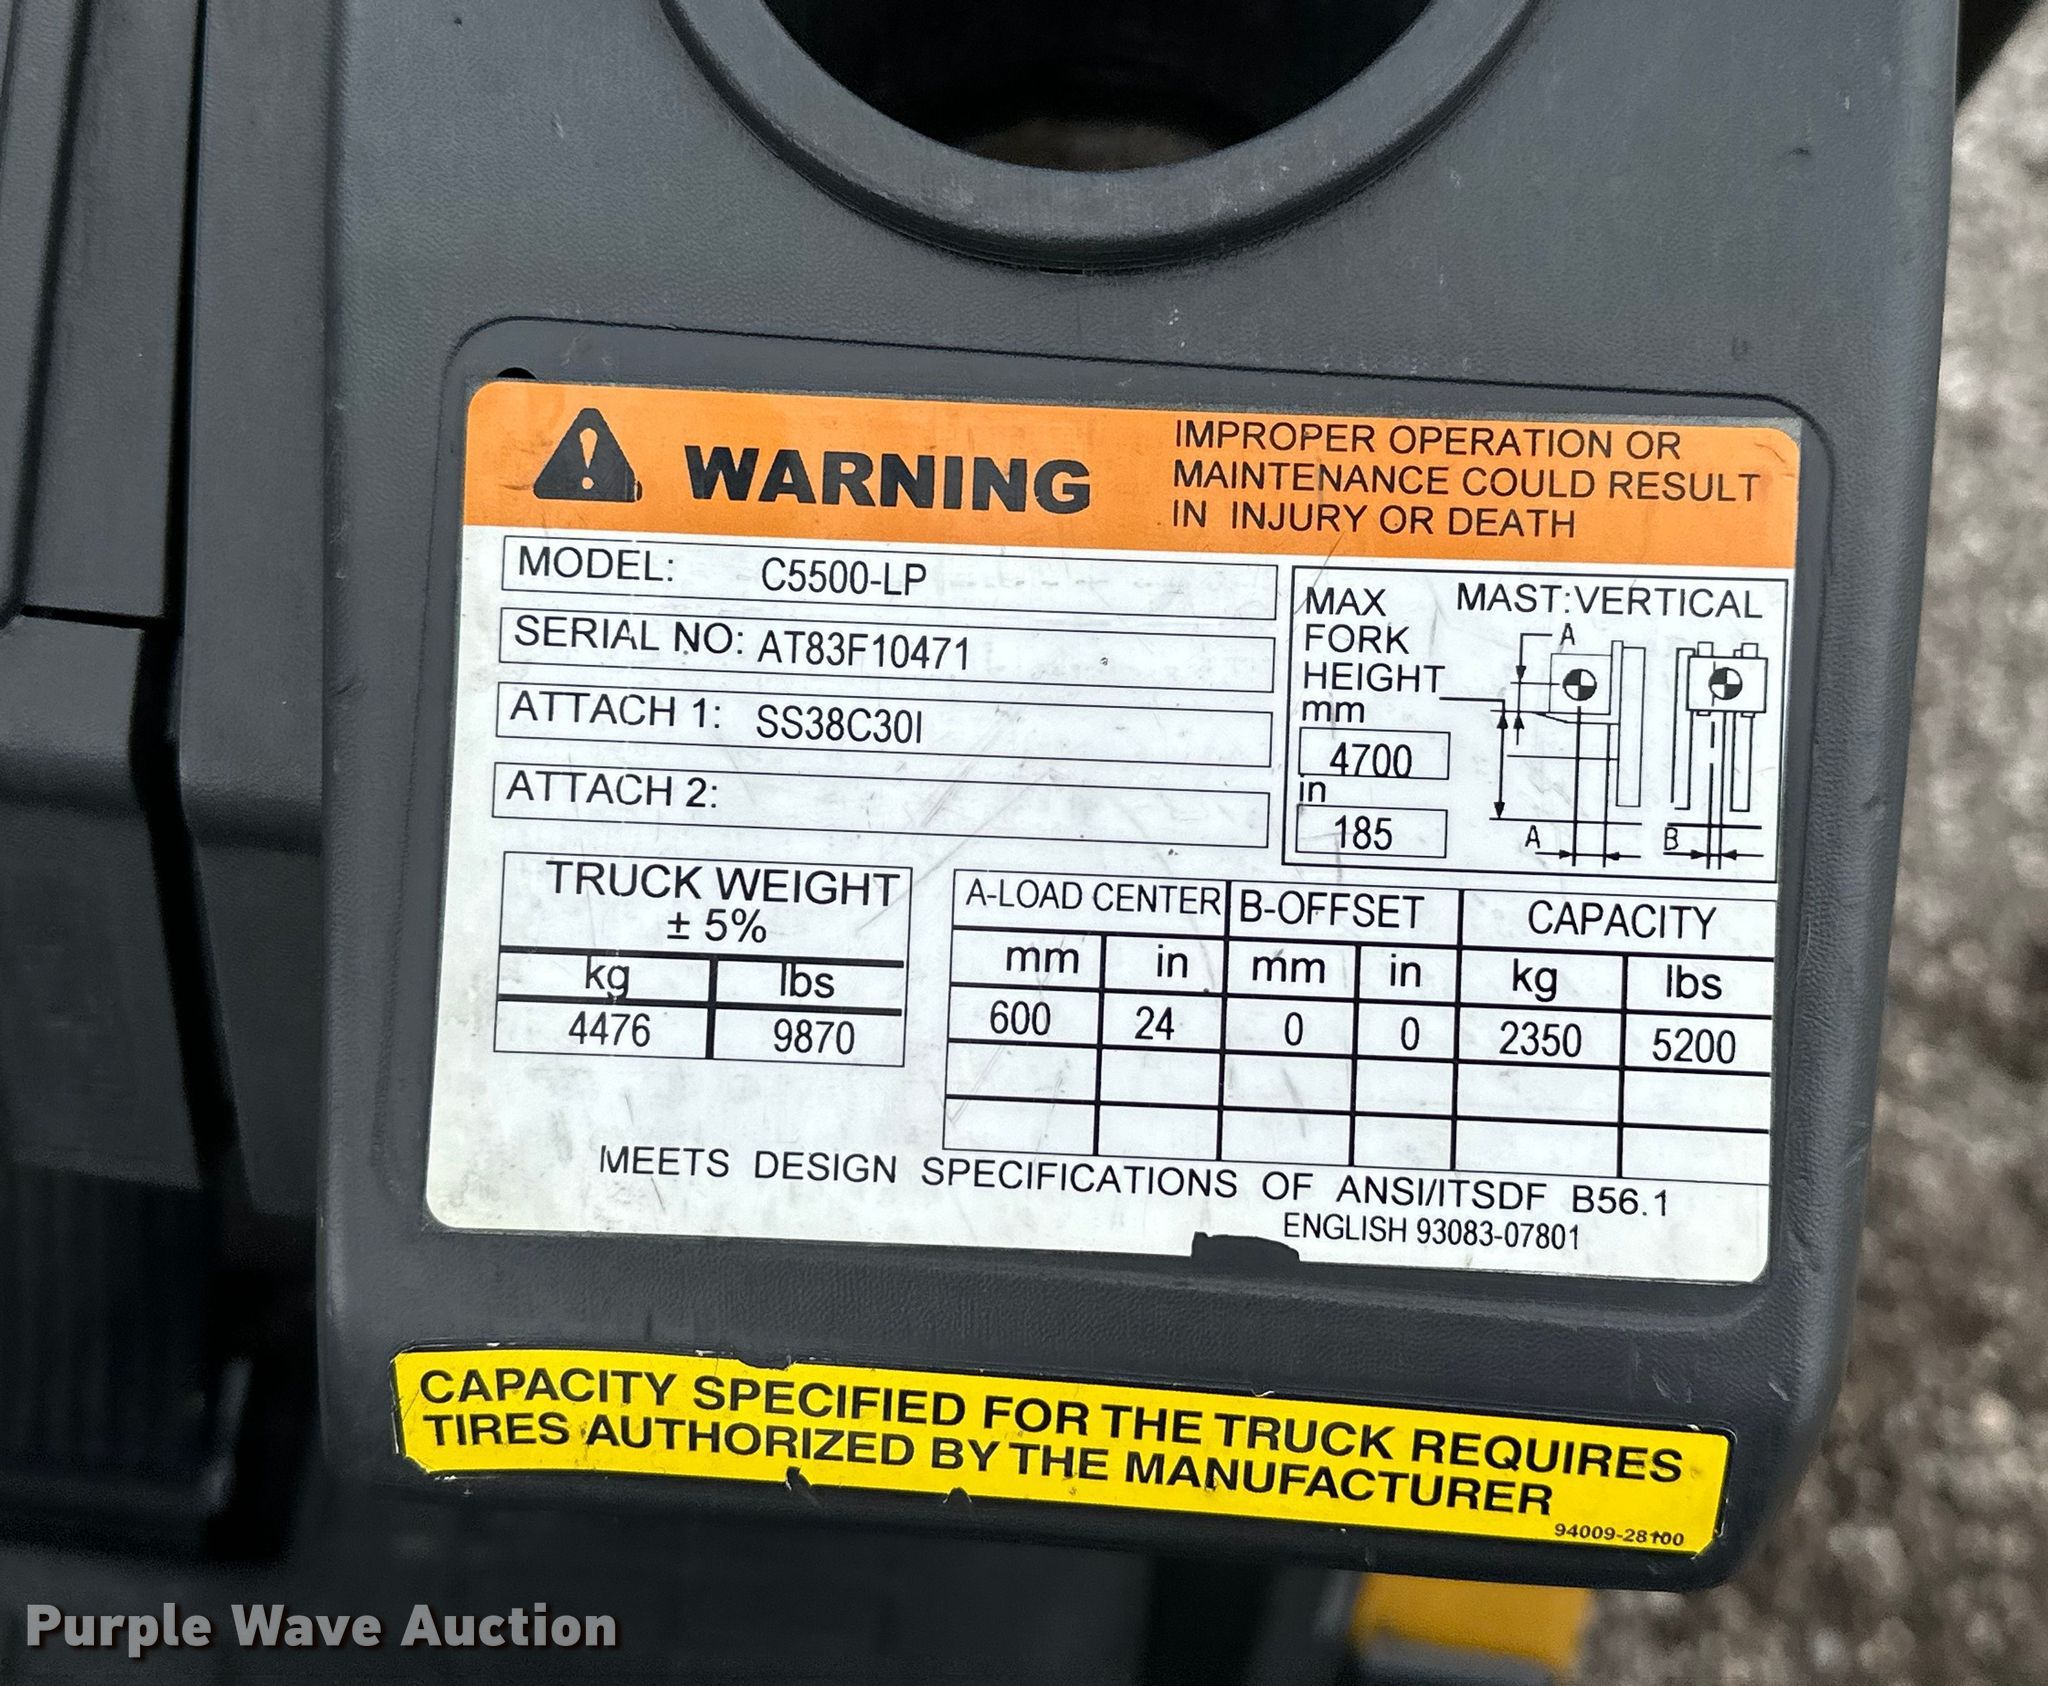 WARNING
IMPROPER OPERATION OR
MAINTENANCE COULD RESULT
IN INJURY OR DEATH
MODEL: C5500-LP
SERIAL NO: AT83F10471
ATTACH 1: SS38C30I
ATTACH 2:
MAX
FORK
HEIGHT
mm
4700
in
185
MAST:VERTICAL
A
A
B
TRUCK WEIGHT
± 5%
kg lbs
4476 9870
A-LOAD CENTER B-OFFSET CAPACITY
mm in mm in kg lbs
600 24 0 0 2350 5200
MEETS DESIGN SPECIFICATIONS OF ANSI/ITSDF B56.1
ENGLISH 93083-07801
CAPACITY SPECIFIED FOR THE TRUCK REQUIRES
TIRES AUTHORIZED BY THE MANUFACTURER
94009-28100
Purple Wave Auction